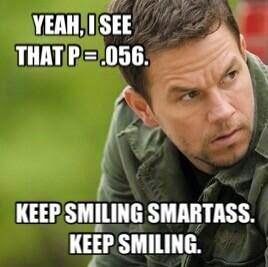 YEAH, I SEE
THAT P = .056.
KEEP SMILING SMARTASS.
KEEP SMILING.